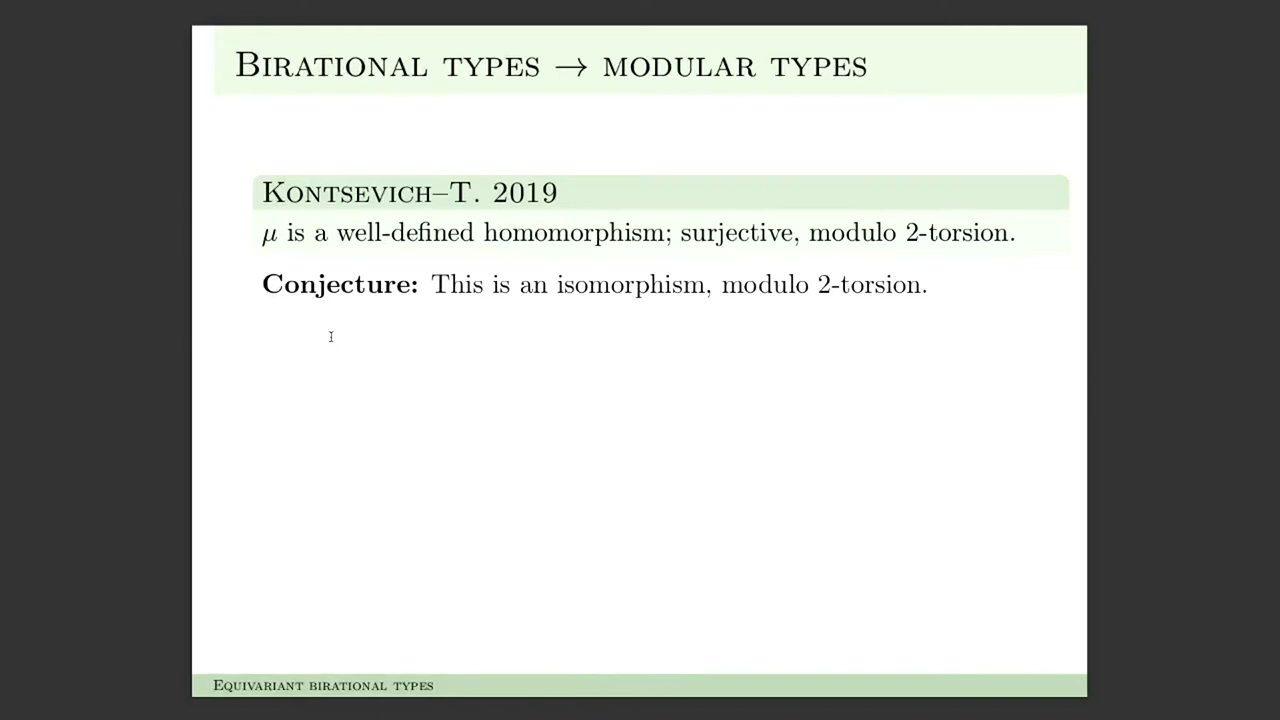 Birational types → modular types
Kontsevich–T. 2019
μ is a well-defined homomorphism; surjective, modulo 2-torsion.
Conjecture: This is an isomorphism, modulo 2-torsion.
Equivariant birational types